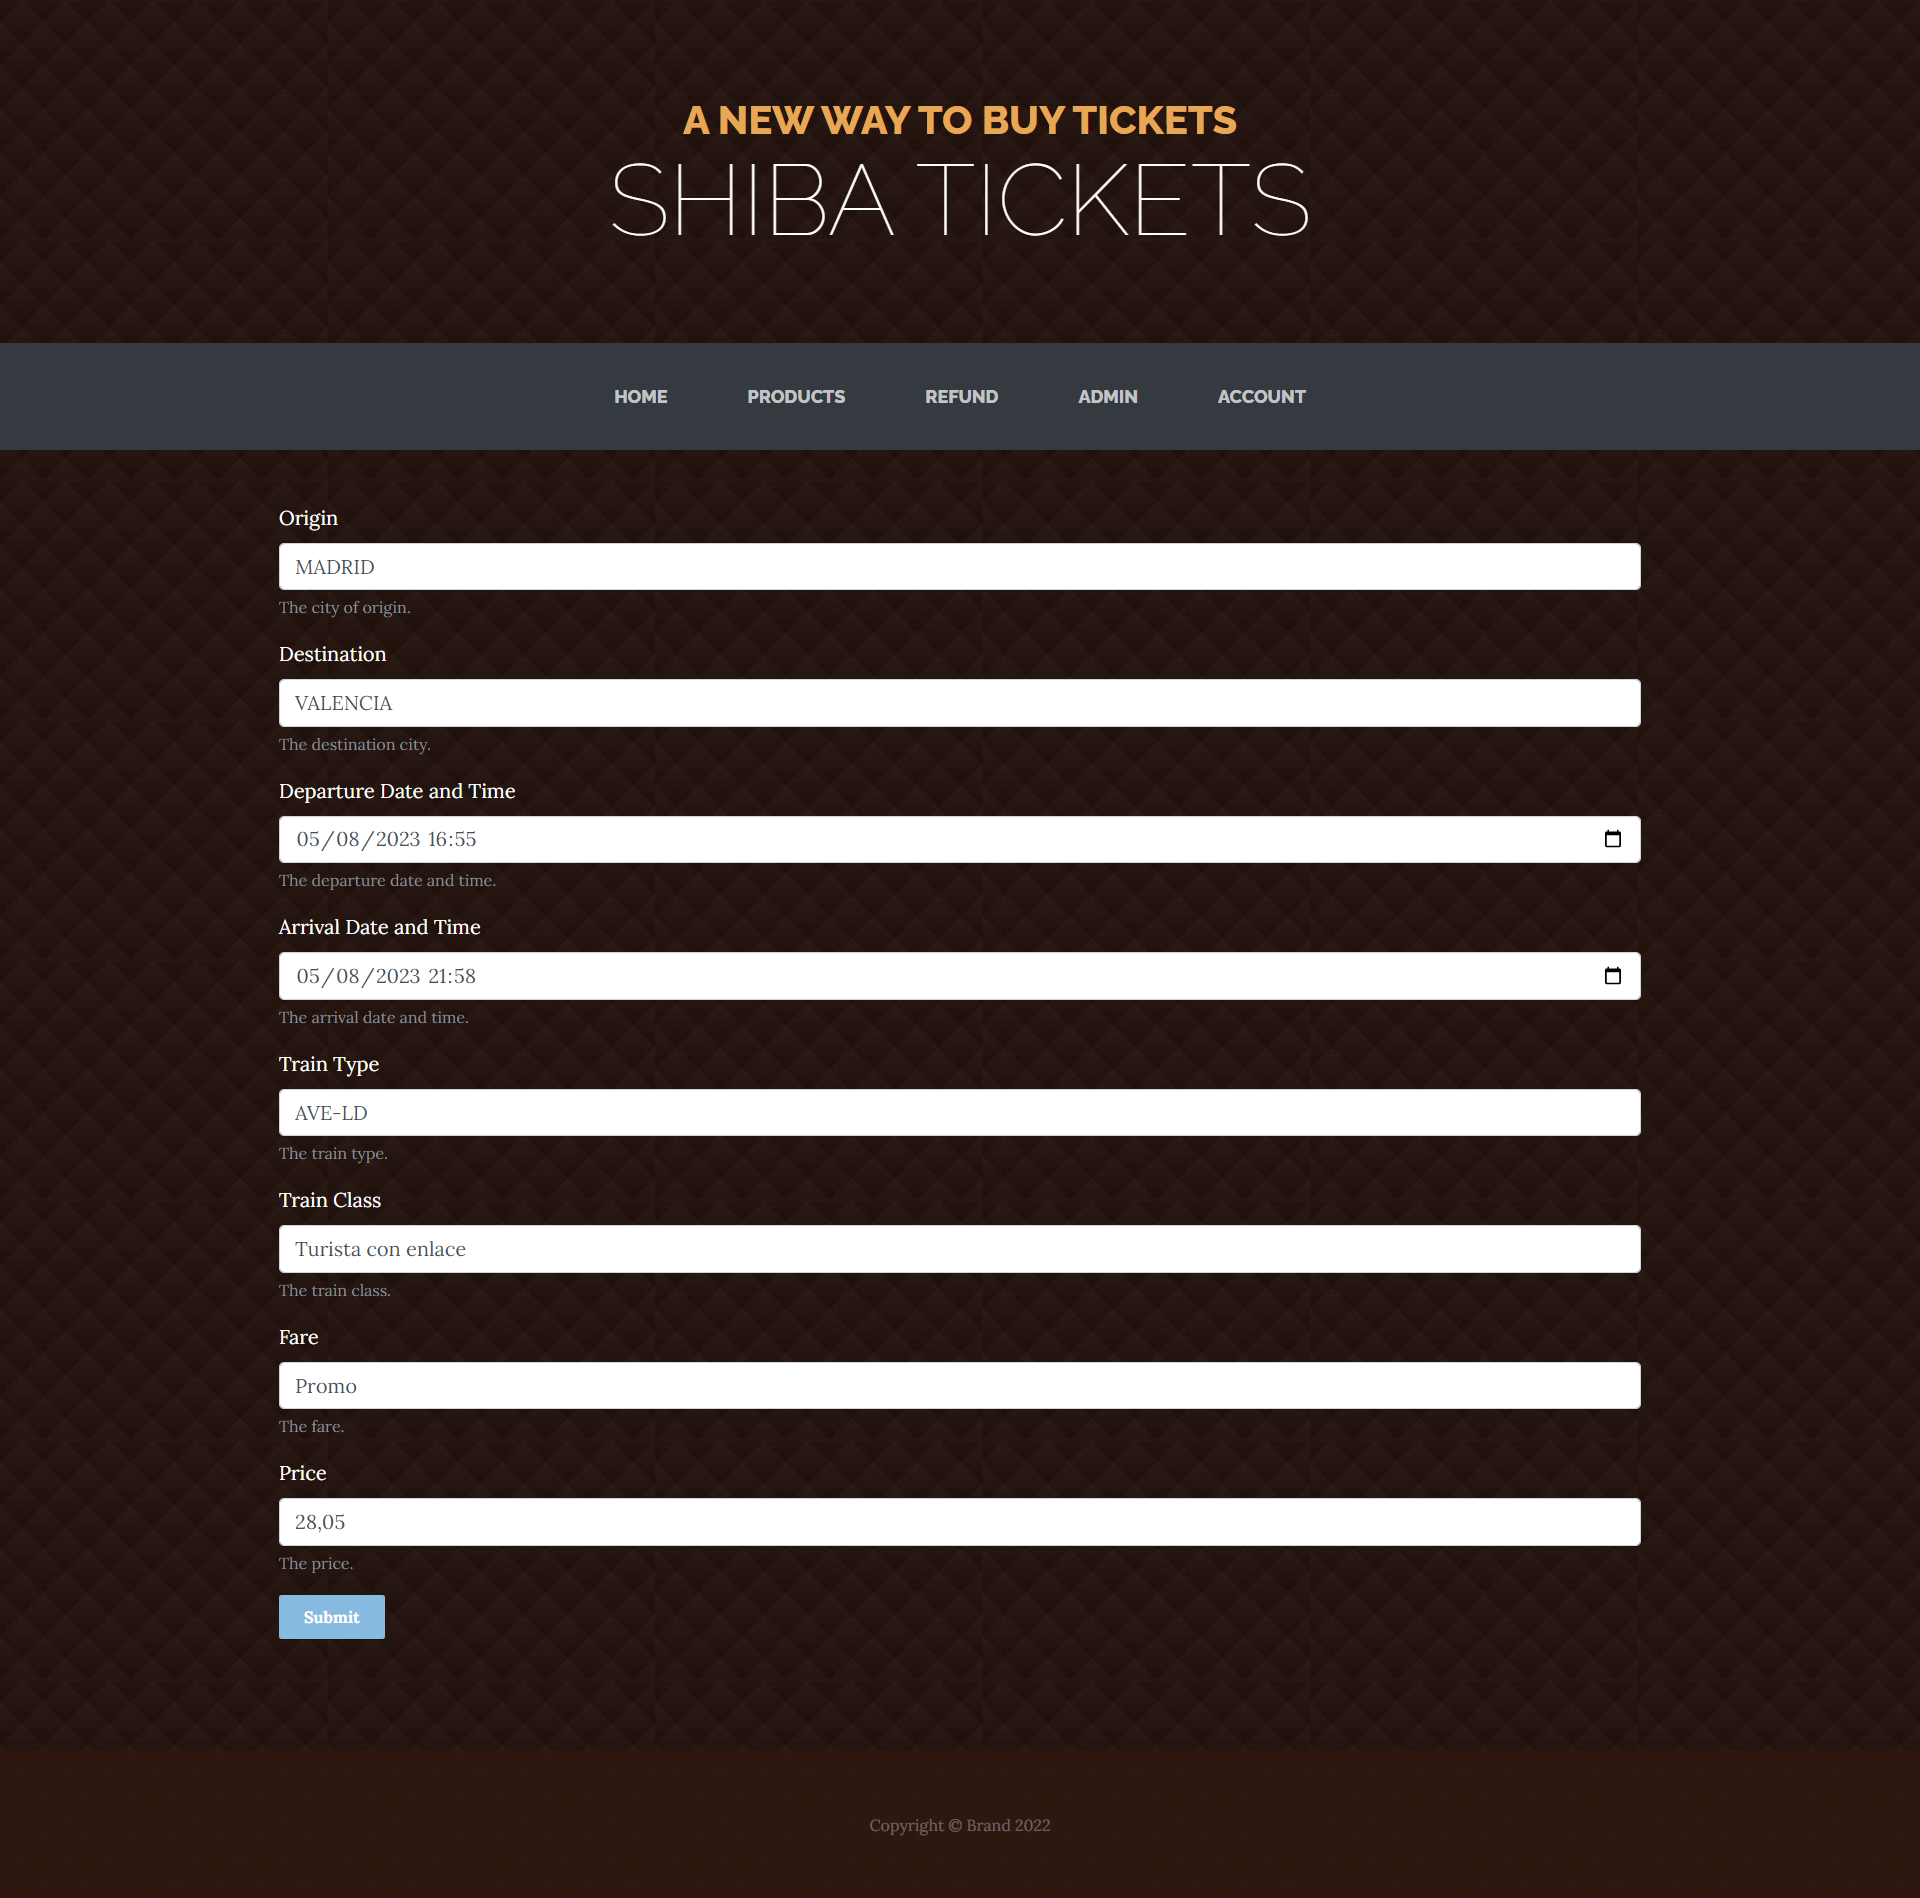 A NEW WAY TO BUY TICKETS
SHIBA TICKETS
HOME PRODUCTS REFUND ADMIN ACCOUNT
Origin
MADRID
The city of origin.
Destination
VALENCIA
The destination city.
Departure Date and Time
05/08/2023 16:55
The departure date and time.
Arrival Date and Time
05/08/2023 21:58
The arrival date and time.
Train Type
AVE-LD
The train type.
Train Class
Turista con enlace
The train class.
Fare
Promo
The fare.
Price
28,05
The price.
Submit
Copyright © Brand 2022